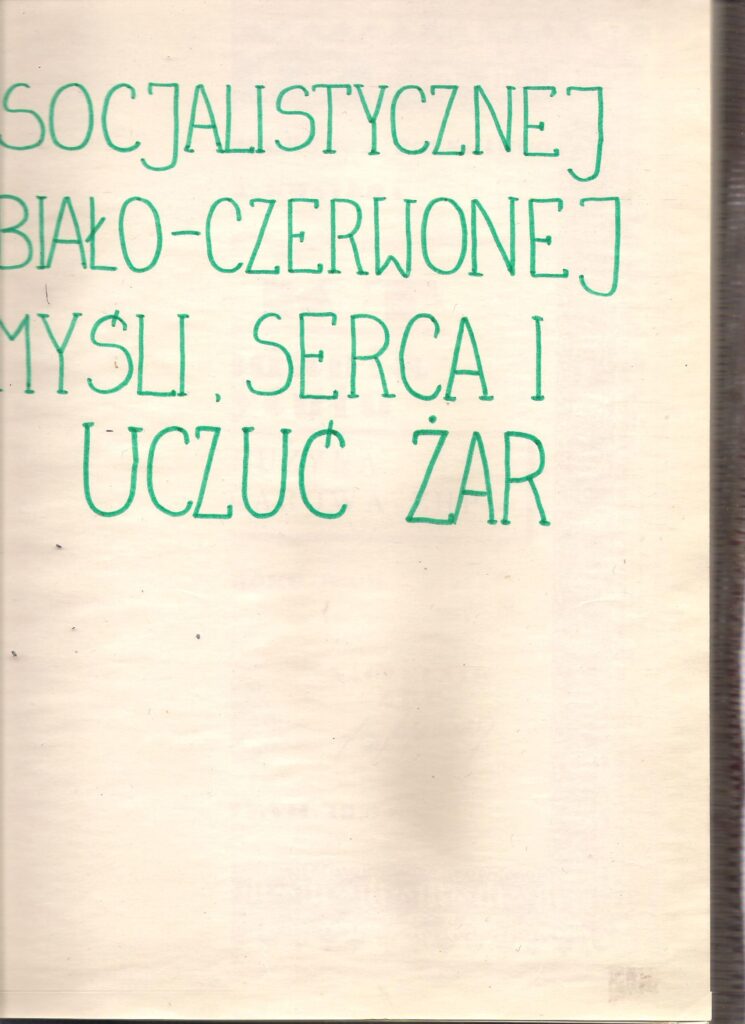 SOCJALISTYCZNEJ
BIAŁO-CZERWONEJ
MYŚLI, SERCA I
UCZUĆ ŻAR